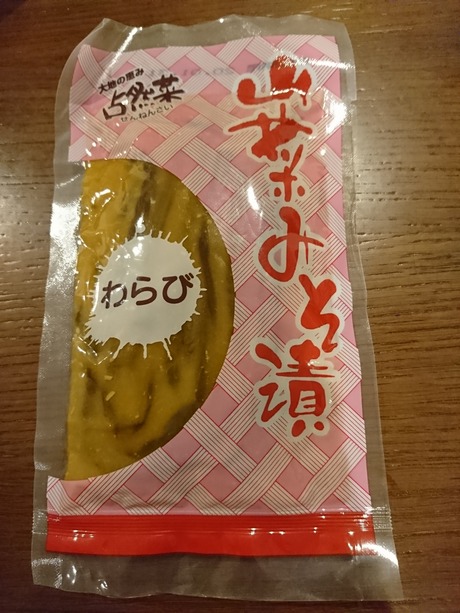 大地の恵み
占然菜
せんねんさい
山菜みそ漬
わらび